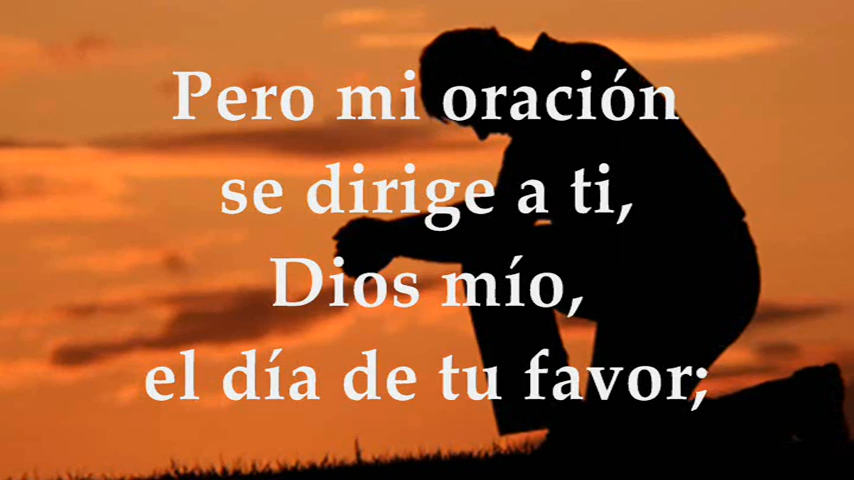 Pero mi oración
se dirige a ti,
Dios mío,
el día de tu favor;